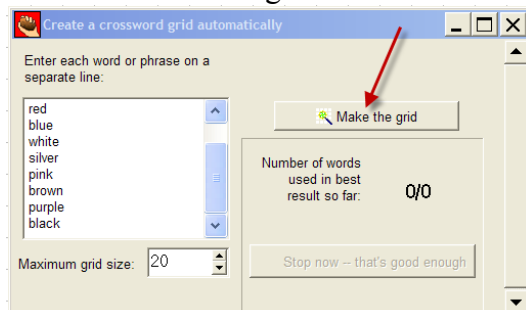 Create a crossword grid automatically
Enter each word or phrase on a
separate line:
red
blue
white
silver
pink
brown
purple
black
Maximum grid size: 20
Make the grid
Number of words
used in best
result so far: 0/0
Stop now -- that's good enough